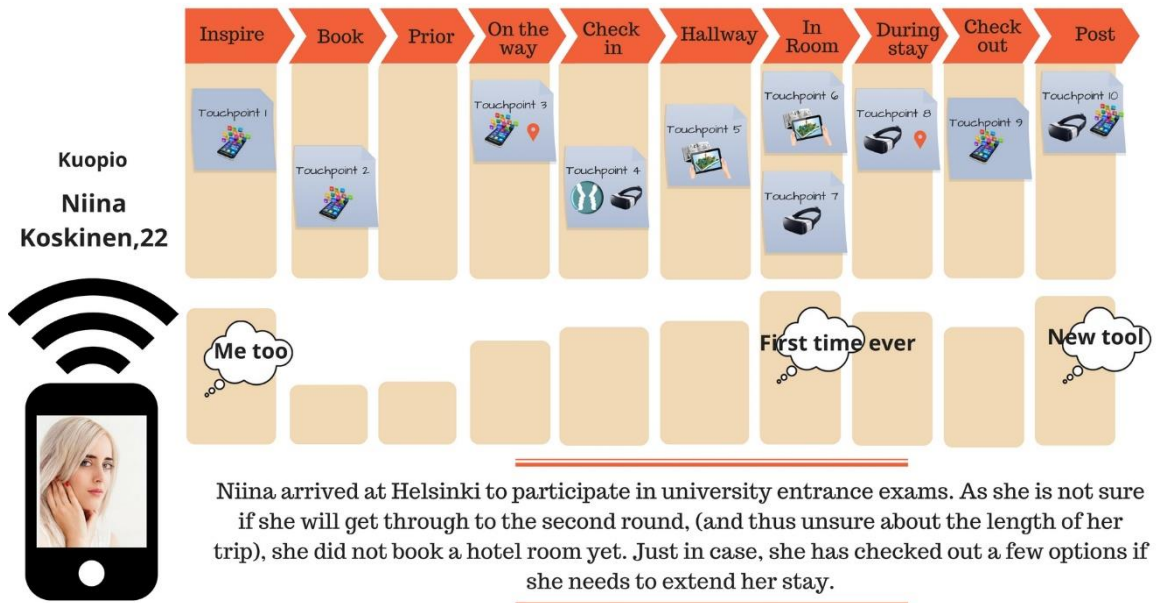 Inspire
Book
Prior
On the
way
Check
in
Hallway
In
Room
During
stay
Check
out
Post
Touchpoint 1
Touchpoint 2
Touchpoint 3
Touchpoint 4
Touchpoint 5
Touchpoint 6
Touchpoint 7
Touchpoint 8
Touchpoint 9
Touchpoint 10
Kuopio
Niina
Koskinen,22
Me too
First time ever
New tool
Niina arrived at Helsinki to participate in university entrance exams. As she is not sure
if she will get through to the second round, (and thus unsure about the length of her
trip), she did not book a hotel room yet. Just in case, she has checked out a few options if
she needs to extend her stay.